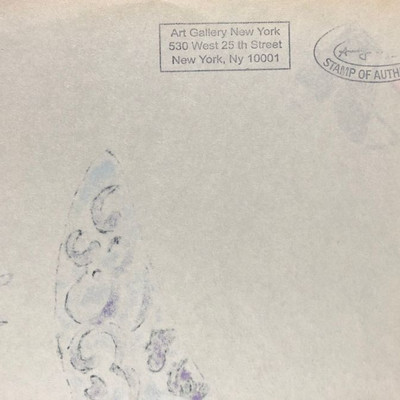 Art Gallery New York
530 West 25 th Street
New York, Ny 10001
STAMP OF AUTH